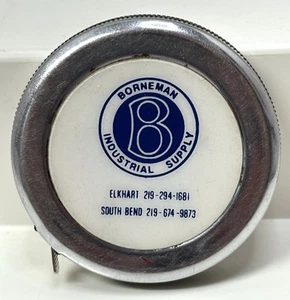 BORNEMAN
B
INDUSTRIAL SUPPLY
ELKHART 219-294-1681
SOUTH BEND 219-674-9873